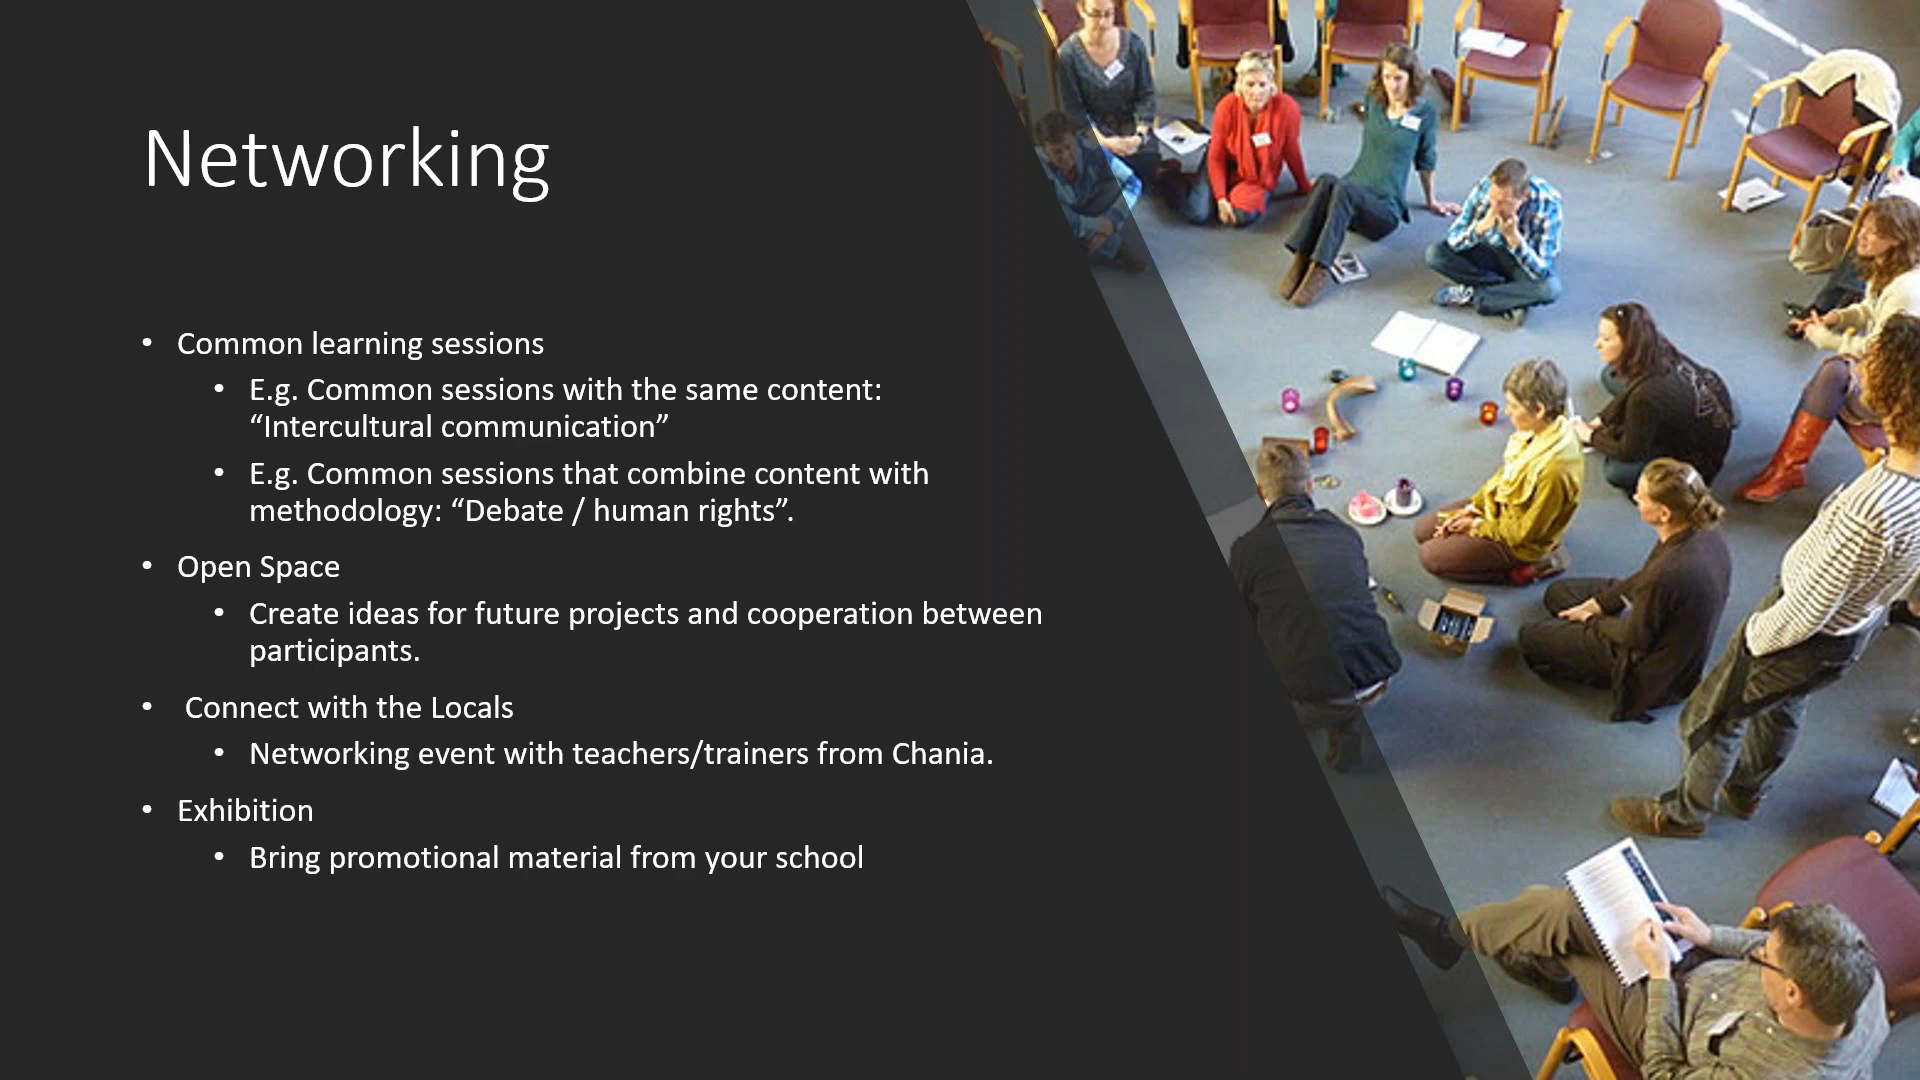 Networking
• Common learning sessions
• E.g. Common sessions with the same content:
“Intercultural communication”
• E.g. Common sessions that combine content with
methodology: “Debate / human rights”.
• Open Space
• Create ideas for future projects and cooperation between
participants.
• Connect with the Locals
• Networking event with teachers/trainers from Chania.
• Exhibition
• Bring promotional material from your school